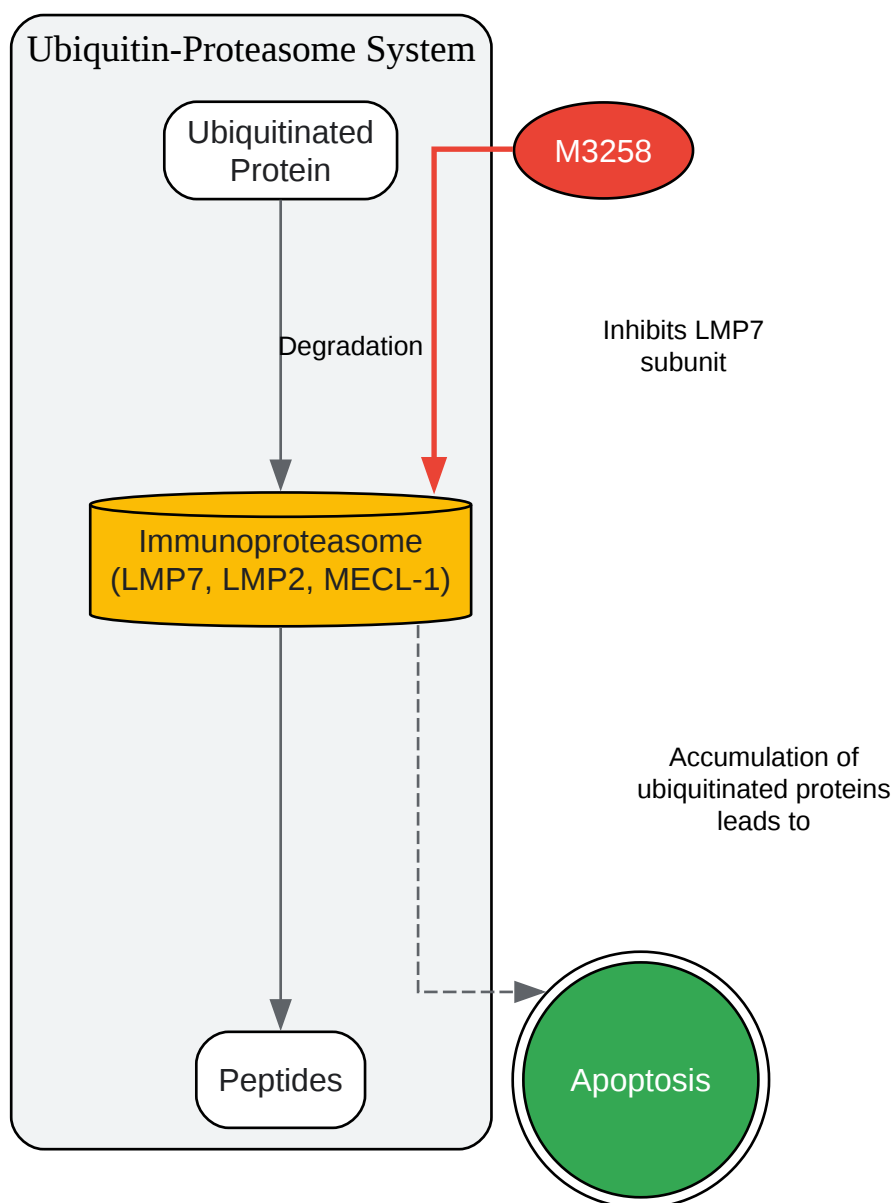 Ubiquitin-Proteasome System
Ubiquitinated
Protein
M3258
Degradation
Inhibits LMP7
subunit
Immunoproteasome
(LMP7, LMP2, MECL-1)
Accumulation of
ubiquitinated proteins
leads to
Peptides
Apoptosis